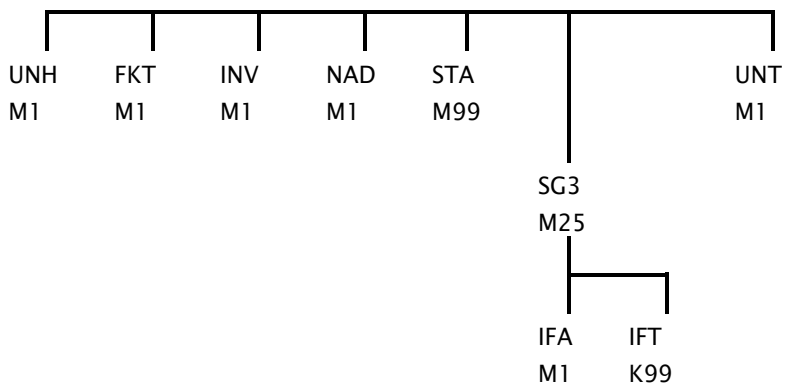 UNH FKT INV NAD STA UNT
M1 M1 M1 M1 M99 M1
SG3
M25
IFA IFT
M1 K99